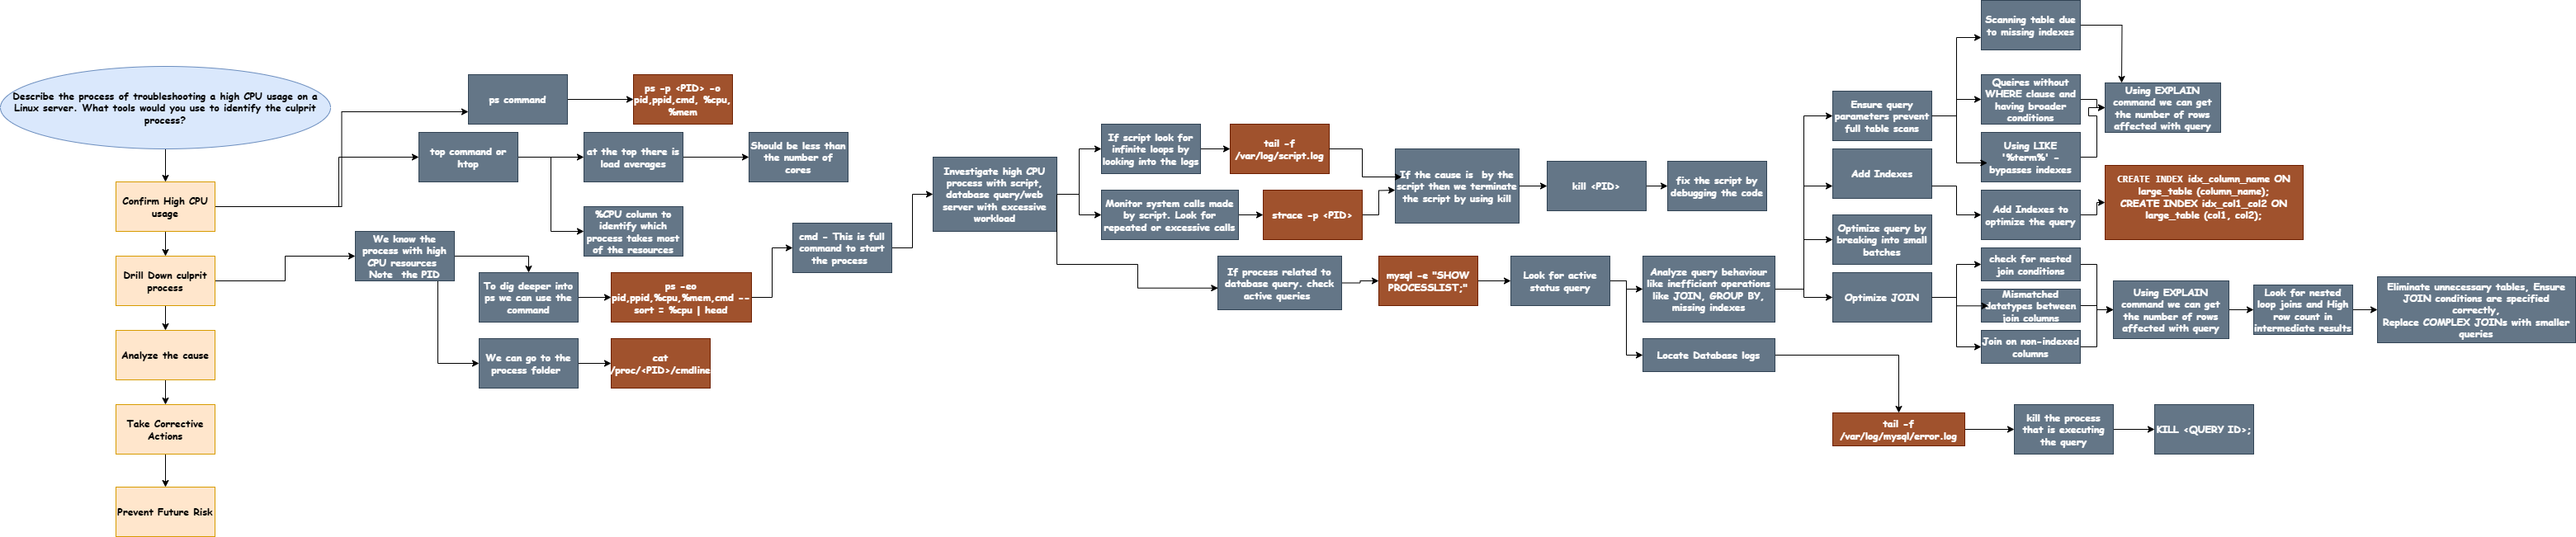 Describe the process of troubleshooting a high CPU usage on a
Linux server. What tools would you use to identify the culprit
process?
Confirm High CPU
usage
Drill Down culprit
process
Analyze the cause
Take Corrective
Actions
Prevent Future Risk
ps command
ps -p <PID> -o
pid,ppid,cmd, %cpu,
%mem
top command or
htop
at the top there is
load averages
Should be less than
the number of
cores
%CPU column to
identify which
process takes most
of the resources
We know the
process with high
CPU resources
Note the PID
To dig deeper into
ps we can use the
command
ps -eo
pid,ppid,%cpu,%mem,cmd --
sort = %cpu | head
We can go to the
process folder
cat
/proc/<PID>/cmdline
cmd - This is full
command to start
the process
Investigate high CPU
process with script,
database query/web
server with excessive
workload
If script look for
infinite loops by
looking into the logs
tail -f
/var/log/script.log
Monitor system calls made
by script. Look for
repeated or excessive calls
strace -p <PID>
If the cause is by the
script then we terminate
the script by using kill
kill <PID>
fix the script by
debugging the code
If process related to
database query. check
active queries
mysql -e "SHOW
PROCESSLIST;"
Look for active
status query
Analyze query behaviour
like inefficient operations
like JOIN, GROUP BY,
missing indexes
Locate Database logs
tail -f
/var/log/mysql/error.log
kill the process
that is executing
the query
KILL <QUERY ID>;
Ensure query
parameters prevent
full table scans
Add Indexes
Optimize query by
breaking into small
batches
Optimize JOIN
Scanning table due
to missing indexes
Queires without
WHERE clause and
having broader
conditions
Using LIKE
'%term%' -
bypasses indexes
Using EXPLAIN
command we can get
the number of rows
affected with query
Add Indexes to
optimize the query
CREATE INDEX idx_column_name ON
large_table (column_name);
CREATE INDEX idx_col1_col2 ON
large_table (col1, col2);
check for nested
join conditions
Mismatched
datatypes between
join columns
Join on non-indexed
columns
Using EXPLAIN
command we can get
the number of rows
affected with query
Look for nested
loop joins and High
row count in
intermediate results
Eliminate unnecessary tables, Ensure
JOIN conditions are specified
correctly,
Replace COMPLEX JOINs with smaller
queries